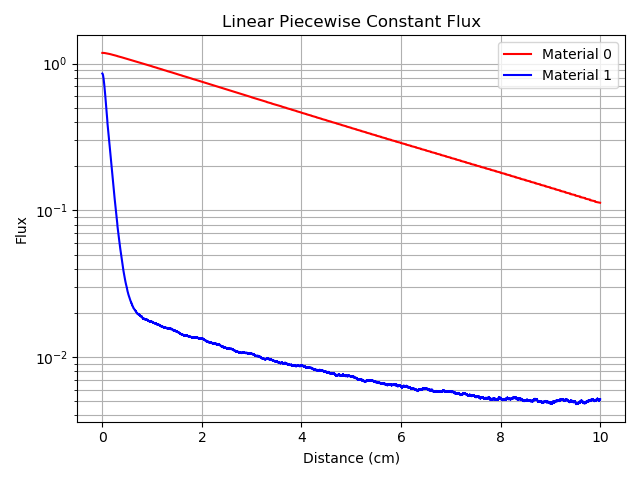 Linear Piecewise Constant Flux
Material 0
Material 1
10⁰
10⁻¹
10⁻²
Flux
0 2 4 6 8 10
Distance (cm)